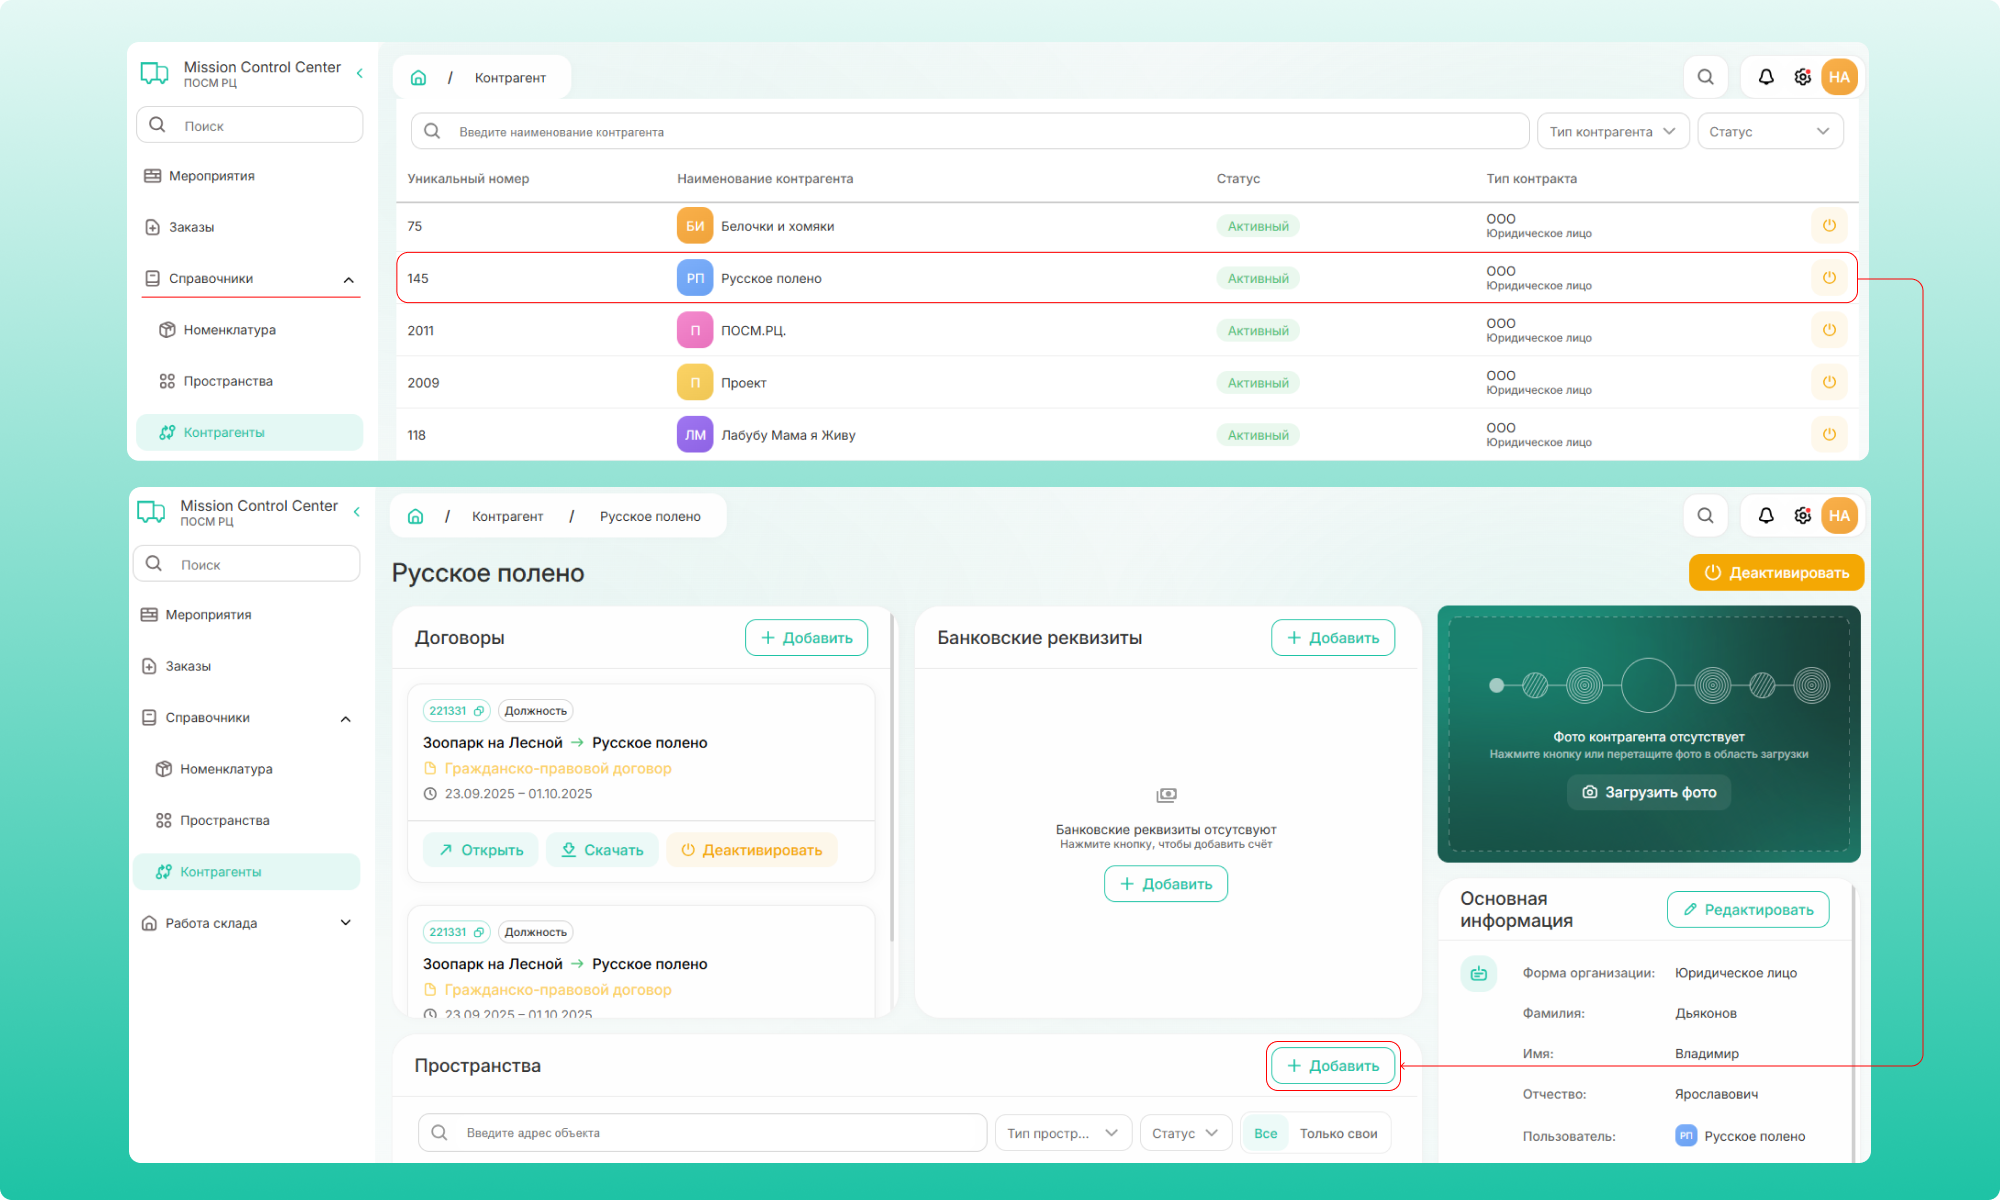 Mission Control Center
ПОСМ РЦ
Поиск
Мероприятия
Заказы
Справочники
Номенклатура
Пространства
Контрагенты
/ Контрагент
НА
Введите наименование контрагента
Тип контрагента
Статус
Уникальный номер Наименование контрагента Статус Тип контракта
75 БИ Белочки и хомяки Активный ООО
Юридическое лицо
145 РП Русское полено Активный ООО
Юридическое лицо
2011 П ПОСМ.РЦ. Активный ООО
Юридическое лицо
2009 П Проект Активный ООО
Юридическое лицо
118 ЛМ Лабубу Мама я Живу Активный ООО
Юридическое лицо
Mission Control Center
ПОСМ РЦ
Поиск
Мероприятия
Заказы
Справочники
Номенклатура
Пространства
Контрагенты
Работа склада
/ Контрагент / Русское полено
НА
Русское полено
Деактивировать
Договоры
+ Добавить
221331 Должность
Зоопарк на Лесной → Русское полено
Гражданско-правовой договор
23.09.2025 – 01.10.2025
Открыть
Скачать
Деактивировать
221331 Должность
Зоопарк на Лесной → Русское полено
Гражданско-правовой договор
23.09.2025 – 01.10.2025
Банковские реквизиты
+ Добавить
Банковские реквизиты отсутсвуют
Нажмите кнопку, чтобы добавить счёт
+ Добавить
Фото контрагента отсутствует
Нажмите кнопку или перетащите фото в область загрузки
Загрузить фото
Основная
информация
Редактировать
Форма организации: Юридическое лицо
Фамилия: Дьяконов
Имя: Владимир
Отчество: Ярославович
Пользователь: РП Русское полено
Пространства
+ Добавить
Введите адрес объекта
Тип простр...
Статус
Все
Только свои